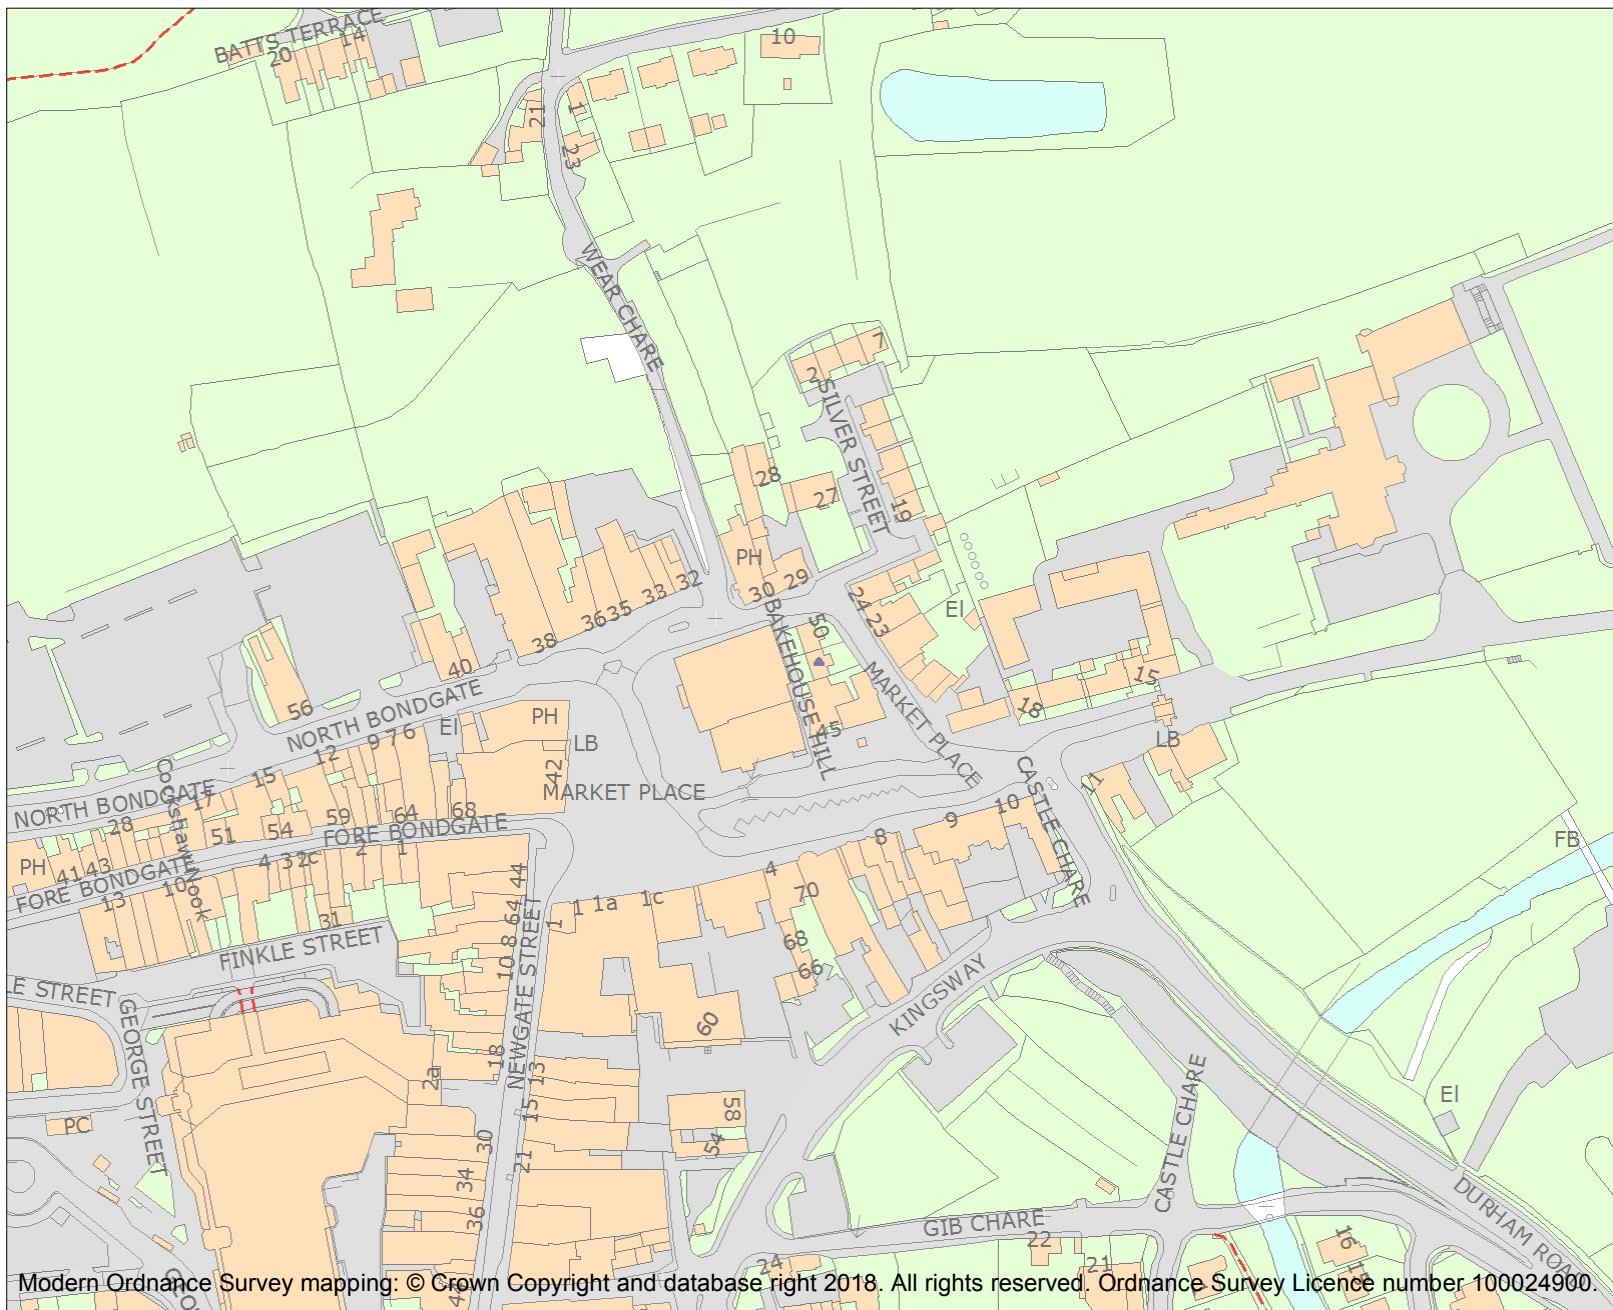 BATTS TERRACE
20
14
10
21
1
23
WEAR CHARE
7
2
SILVER STREET
28
27
19
PH
30
29
32
33
35
36
38
40
BAKEHOUSE HILL
50
24
23
El
MARKET PLACE
45
18
15
LB
56
NORTH BONDGATE
El
PH
LB
42
MARKET PLACE
12
9
7
6
15
17
28
NORTH BONDGATE
Cockshaw Nook
51
54
59
64
68
FORE BONDGATE
PH
41
43
FORE BONDGATE
13
10
4
3
2c
2
1
31
FINKLE STREET
LE STREET
GEORGE STREET
PC
CASTLE CHARE
11
10
9
8
4
70
68
66
60
58
54
1
1a
1c
1
44
64
8
10
18
2a
NEWGATE STREET
13
15
21
30
34
36
KINGSWAY
FB
El
CASTLE CHARE
GIB CHARE
22
21
24
DURHAM ROAD
16
15
Modern Ordnance Survey mapping: © Crown Copyright and database right 2018. All rights reserved. Ordnance Survey Licence number 100024900.